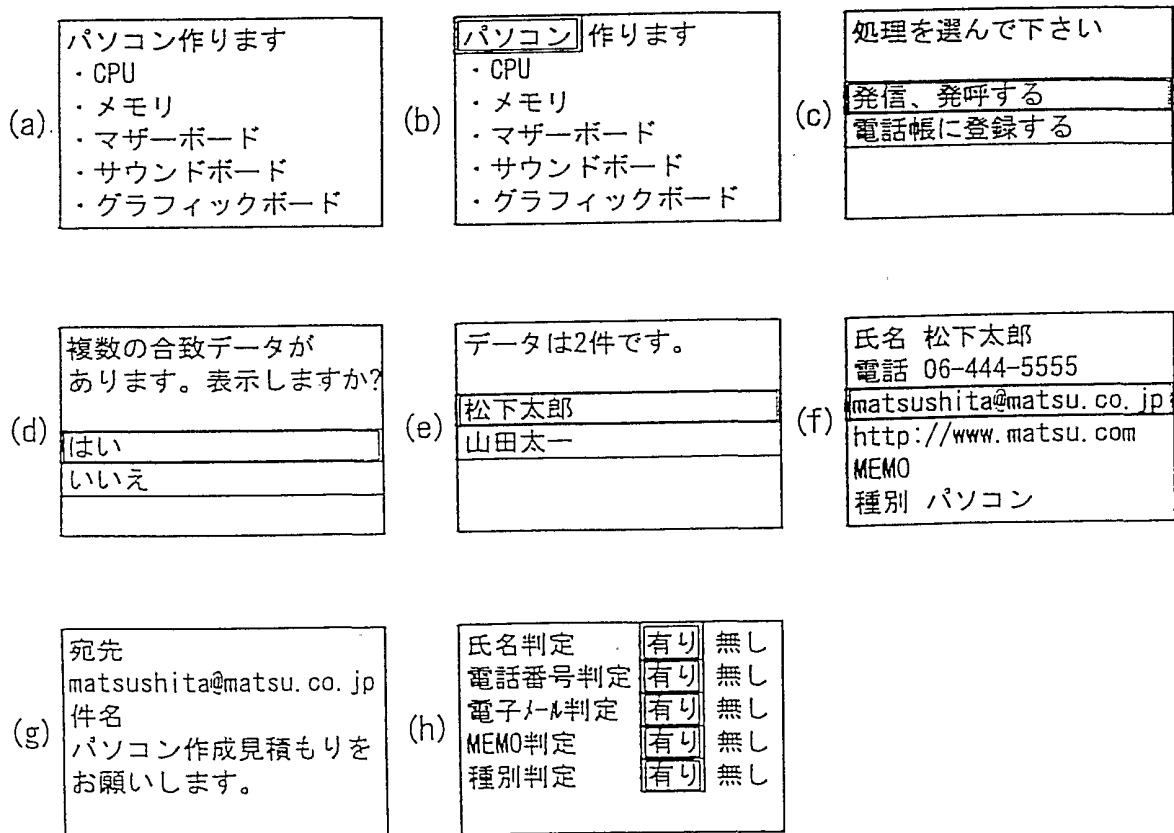 (a)
パソコン作ります
・CPU
・メモリ
・マザーボード
・サウンドボード
・グラフィックボード
(b)
パソコン 作ります
・CPU
・メモリ
・マザーボード
・サウンドボード
・グラフィックボード
(c)
処理を選んで下さい
発信、発呼する
電話帳に登録する
(d)
複数の合致データが
あります。表示しますか?
はい
いいえ
(e)
データは2件です。
松下太郎
山田太一
(f)
氏名 松下太郎
電話 06-444-5555
matsushita@matsu.co.jp
http://www.matsu.com
MEMO
種別 パソコン
(g)
宛先
matsushita@matsu.co.jp
件名
パソコン作成見積もりを
お願いします。
(h)
氏名判定 有り 無し
電話番号判定 有り 無し
電子メール判定 有り 無し
MEMO判定 有り 無し
種別判定 有り 無し